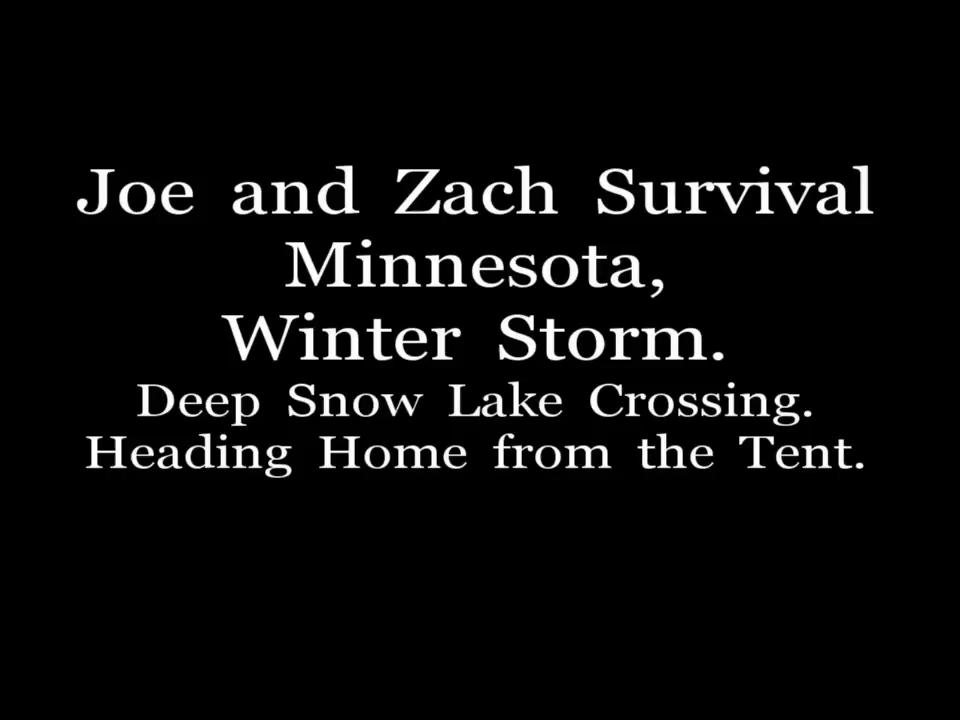 Joe and Zach Survival
Minnesota,
Winter Storm.
Deep Snow Lake Crossing.
Heading Home from the Tent.